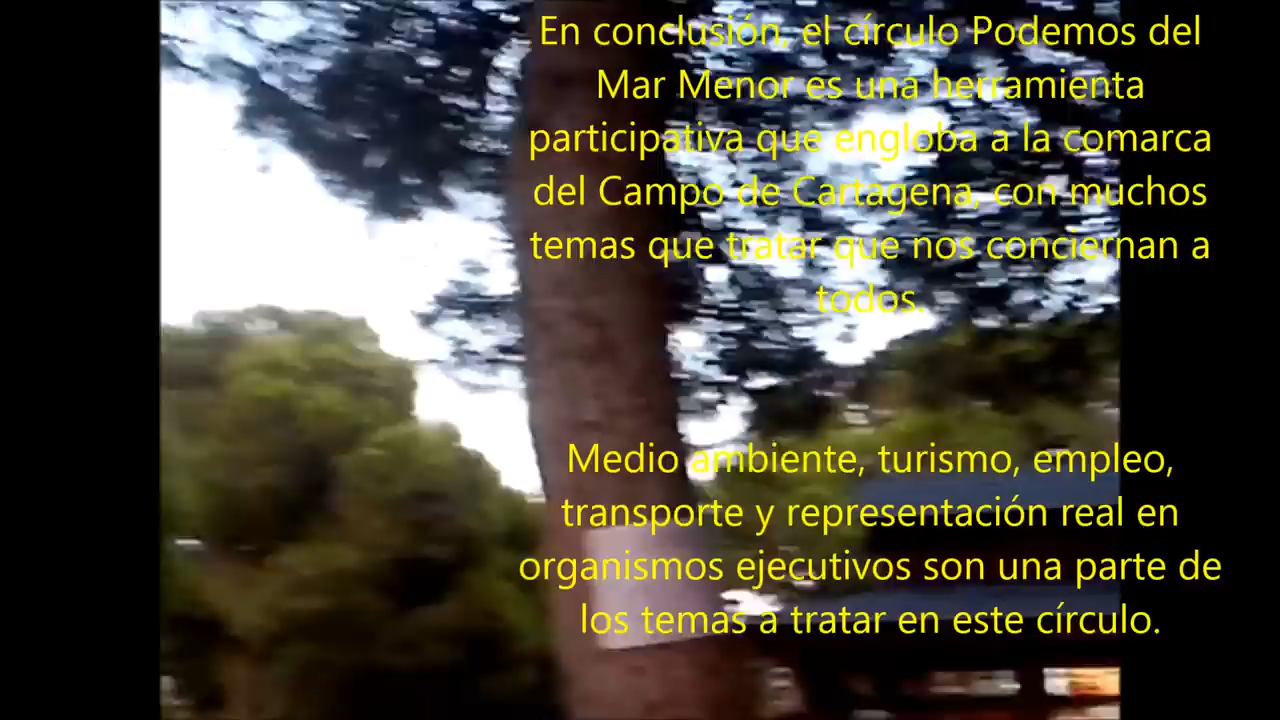 En conclusión, el círculo Podemos del
Mar Menor es una herramienta
participativa que engloba a la comarca
del Campo de Cartagena, con muchos
temas que tratar que nos conciernan a
todos.
Medio ambiente, turismo, empleo,
transporte y representación real en
organismos ejecutivos son una parte de
los temas a tratar en este círculo.